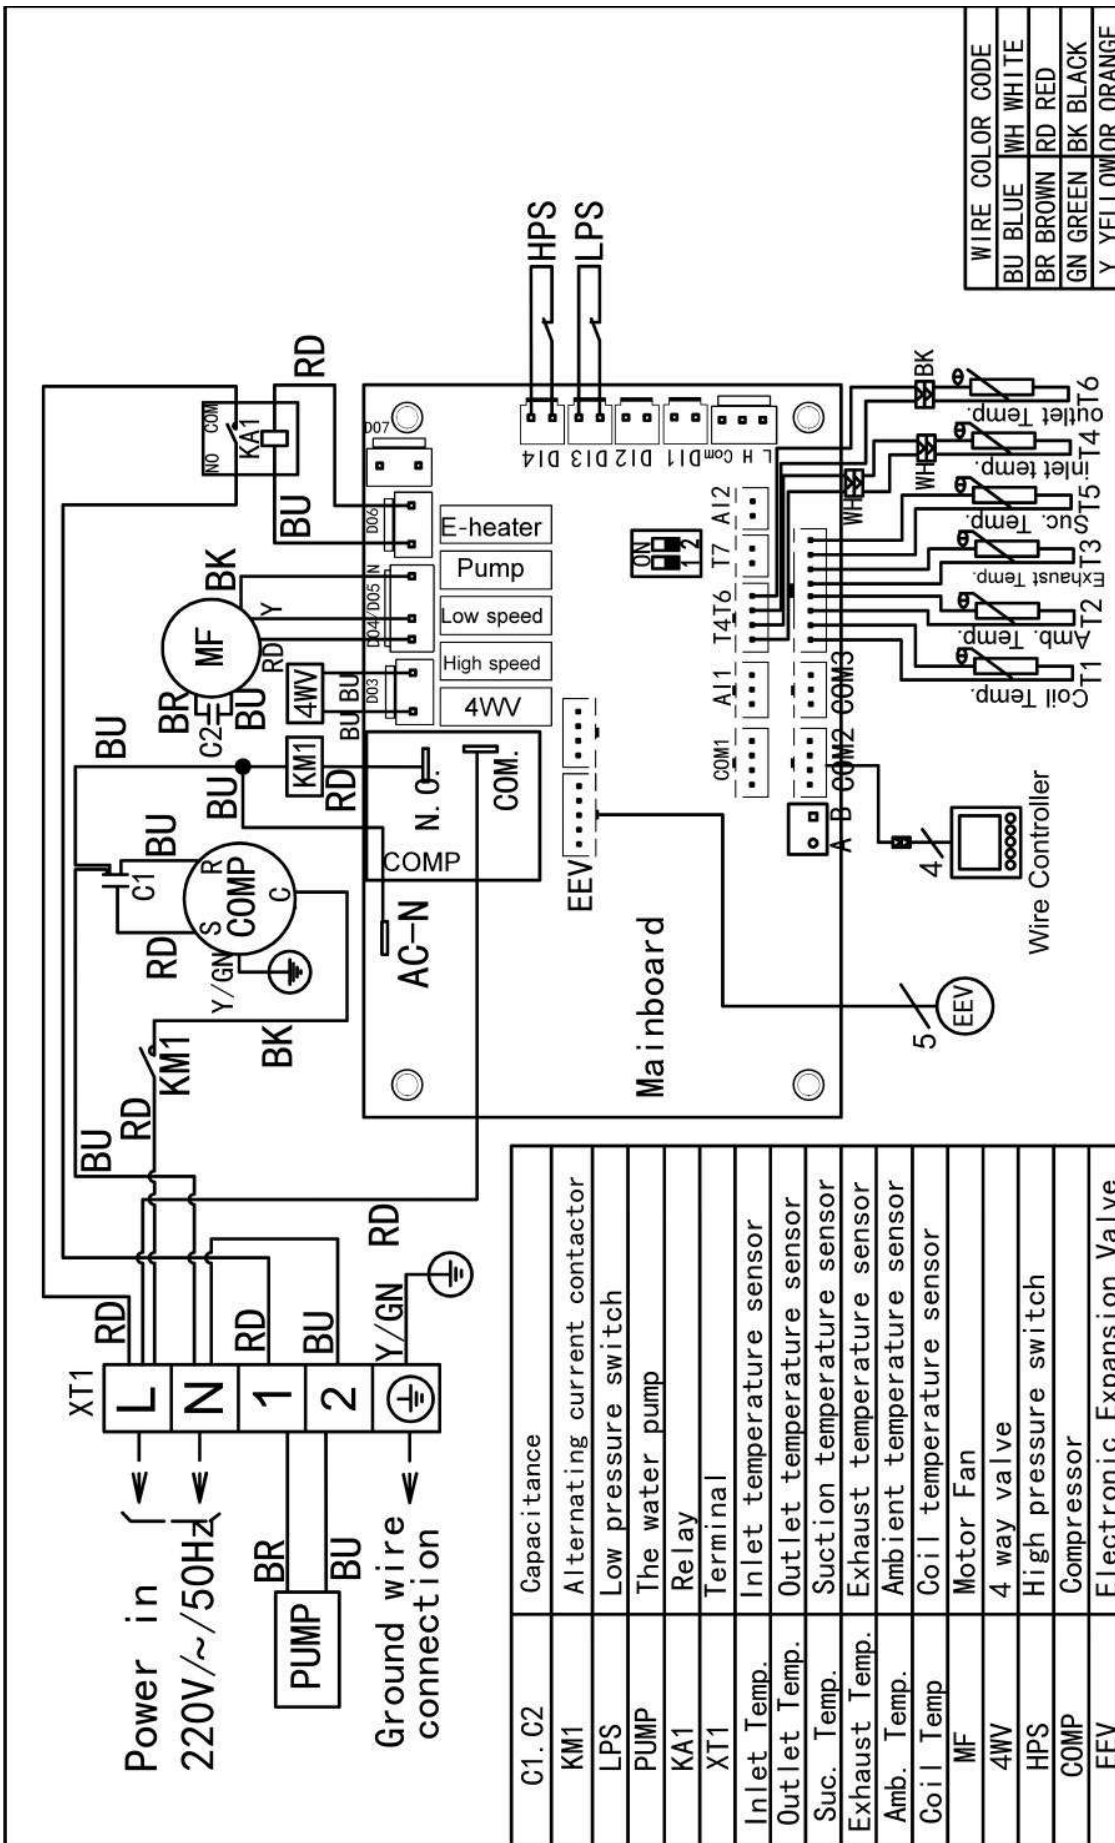 Power in
220V/~/50Hz
XT1
L
N
1
2
RD
BU
RD
BU
Y/GN
RD
PUMP
BR
BU
Ground wire
connection
RD
KM1
BK
Y/GN
RD
BU
C1
S
R
COMP
C
BU
BU
BU
KM1
RD
BR
BU
C2
MF
RD
Y
BK
4WV
BU
BU
NO
COM
KA1
BU
RD
AC-N
COMP
N.O.
COM.
D03
D04/D05
N
D06
D07
4WV
High speed
Low speed
Pump
E-heater
EEV
Mainboard
ON
1 2
DI4
DI3
DI2
DI1
Com
H
L
HPS
LPS
COM1
AI1
T4
T6
T7
AI2
A
B
COM2
COM3
5
EEV
4
Wire Controller
WH
WH
BK
θ
θ
θ
θ
θ
θ
Coil Temp.
T1
Amb. Temp.
T2
Exhaust Temp.
T3
Suc. Temp.
T5
inlet temp.
T4
outlet Temp.
T6
C1.C2 Capacitance
KM1 Alternating current contactor
LPS Low pressure switch
PUMP The water pump
KA1 Relay
XT1 Terminal
Inlet Temp. Inlet temperature sensor
Outlet Temp. Outlet temperature sensor
Suc. Temp. Suction temperature sensor
Exhaust Temp. Exhaust temperature sensor
Amb. Temp. Ambient temperature sensor
Coil Temp Coil temperature sensor
MF Motor Fan
4WV 4 way valve
HPS High pressure switch
COMP Compressor
EEV Electronic Expansion Valve
WIRE COLOR CODE
BU BLUE WH WHITE
BR BROWN RD RED
GN GREEN BK BLACK
Y YELLOW OR ORANGE